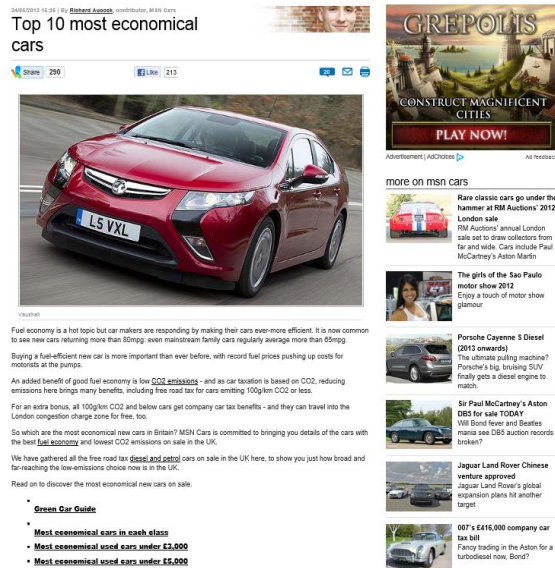 24/05/2012 15:25 | By Richard Aucock, contributor, MSN Cars
Top 10 most economical
cars
Share 290
Like 213
20
L5 VXL
Vauxhall
Fuel economy is a hot topic but car makers are responding by making their cars ever-more efficient. It is now common
to see new cars returning more than 80mpg: even mainstream family cars regularly average more than 65mpg.
Buying a fuel-efficient new car is more important than ever before, with record fuel prices pushing up costs for
motorists at the pumps.
An added benefit of good fuel economy is low CO2 emissions - and as car taxation is based on CO2, reducing
emissions here brings many benefits, including free road tax for cars emitting 100g/km CO2 or less.
For an extra bonus, all 100g/km CO2 and below cars get company car tax benefits - and they can travel into the
London congestion charge zone for free, too.
So which are the most economical new cars in Britain? MSN Cars is committed to bringing you details of the cars with
the best fuel economy and lowest CO2 emissions on sale in the UK.
We have gathered all the free road tax diesel and petrol cars on sale in the UK here, to show you just how broad and
far-reaching the low-emissions choice now is in the UK.
Read on to discover the most economical new cars on sale.
Green Car Guide
Most economical cars in each class
Most economical used cars under £3,000
Most economical used cars under £5,000
GREPOLIS
CONSTRUCT MAGNIFICENT
CITIES
PLAY NOW!
Advertisement | AdChoices
Ad feedbac
more on msn cars
Rare classic cars go under the
hammer at RM Auctions' 2012
London sale
RM Auctions' annual London
sale set to draw collectors from
far and wide. Cars include Paul
McCartney's Aston Martin
The girls of the Sao Paulo
motor show 2012
Enjoy a touch of motor show
glamour
Porsche Cayenne S Diesel
(2013 onwards)
The ultimate pulling machine?
Porsche's big, bruising SUV
finally gets a diesel engine to
match.
Sir Paul McCartney's Aston
DB5 for sale TODAY
Will Bond fever and Beatles
mania see DB5 auction records
broken?
Jaguar Land Rover Chinese
venture approved
Jaguar Land Rover's global
expansion plans hit another
target
007's £416,000 company car
tax bill
Fancy trading in the Aston for a
turbodiesel now, Bond?